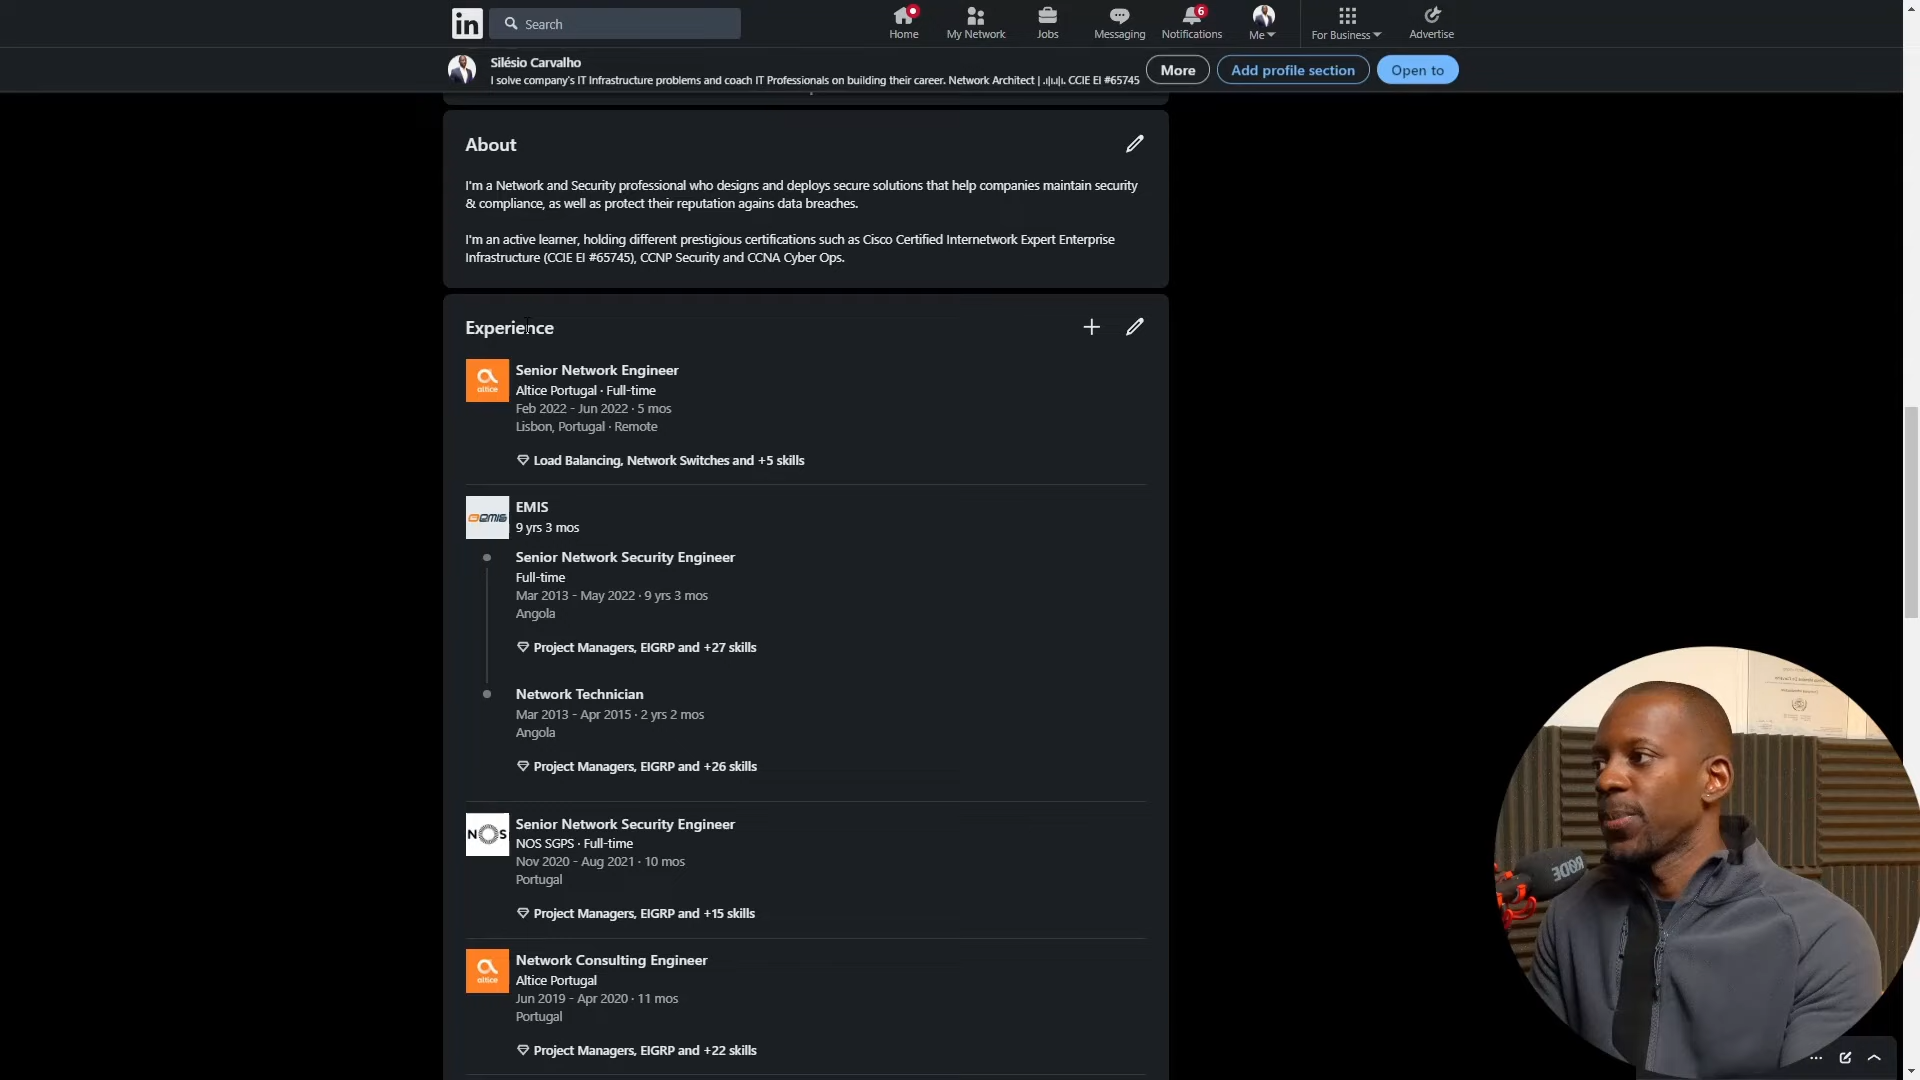 in
Search
Home
My Network
Jobs
Messaging
6
Notifications
Me
For Business
Advertise
Silésio Carvalho
I solve company's IT Infrastructure problems and coach IT Professionals on building their career. Network Architect | .ı|ı.ı|ı. CCIE EI #65745
More
Add profile section
Open to
About
I'm a Network and Security professional who designs and deploys secure solutions that help companies maintain security
& compliance, as well as protect their reputation agains data breaches.
I'm an active learner, holding different prestigious certifications such as Cisco Certified Internetwork Expert Enterprise
Infrastructure (CCIE EI #65745), CCNP Security and CCNA Cyber Ops.
Experience
altice
Senior Network Engineer
Altice Portugal · Full-time
Feb 2022 - Jun 2022 · 5 mos
Lisbon, Portugal · Remote
Load Balancing, Network Switches and +5 skills
emis
EMIS
9 yrs 3 mos
Senior Network Security Engineer
Full-time
Mar 2013 - May 2022 · 9 yrs 3 mos
Angola
Project Managers, EIGRP and +27 skills
Network Technician
Mar 2013 - Apr 2015 · 2 yrs 2 mos
Angola
Project Managers, EIGRP and +26 skills
NOS
Senior Network Security Engineer
NOS SGPS · Full-time
Nov 2020 - Aug 2021 · 10 mos
Portugal
Project Managers, EIGRP and +15 skills
altice
Network Consulting Engineer
Altice Portugal
Jun 2019 - Apr 2020 · 11 mos
Portugal
Project Managers, EIGRP and +22 skills
RODE